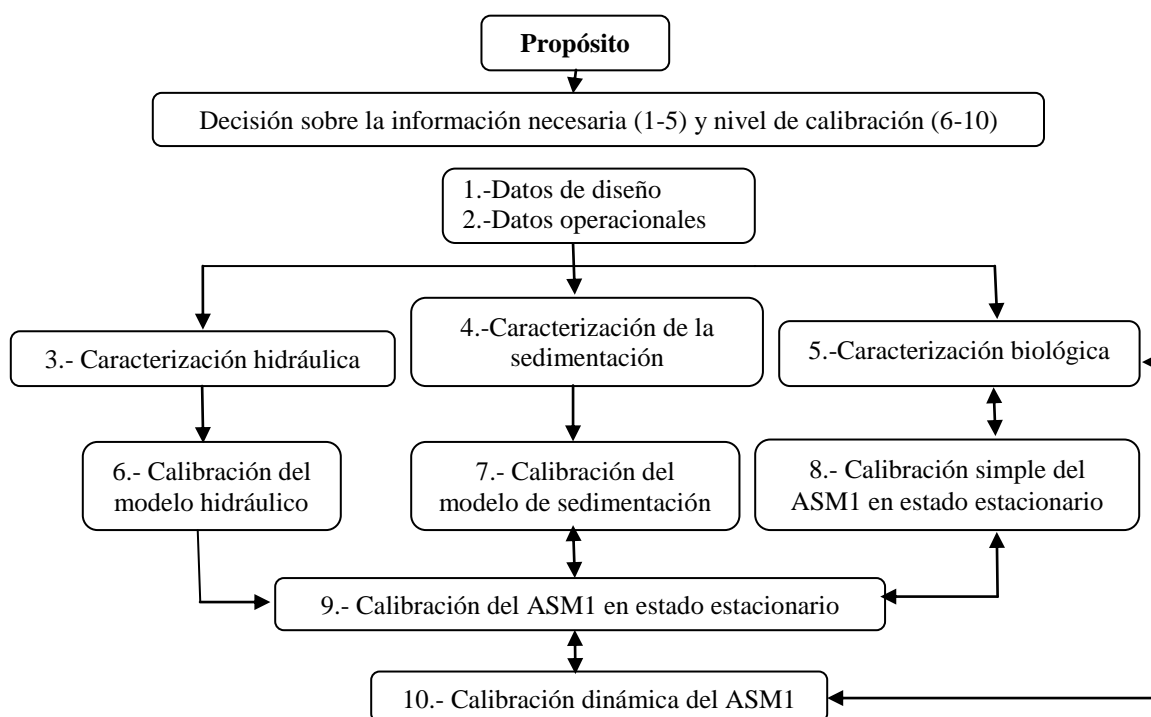 Propósito
Decisión sobre la información necesaria (1-5) y nivel de calibración (6-10)
1.-Datos de diseño
2.-Datos operacionales
3.- Caracterización hidráulica
4.-Caracterización de la
sedimentación
5.-Caracterización biológica
6.- Calibración del
modelo hidráulico
7.- Calibración del
modelo de sedimentación
8.- Calibración simple del
ASM1 en estado estacionario
9.- Calibración del ASM1 en estado estacionario
10.- Calibración dinámica del ASM1